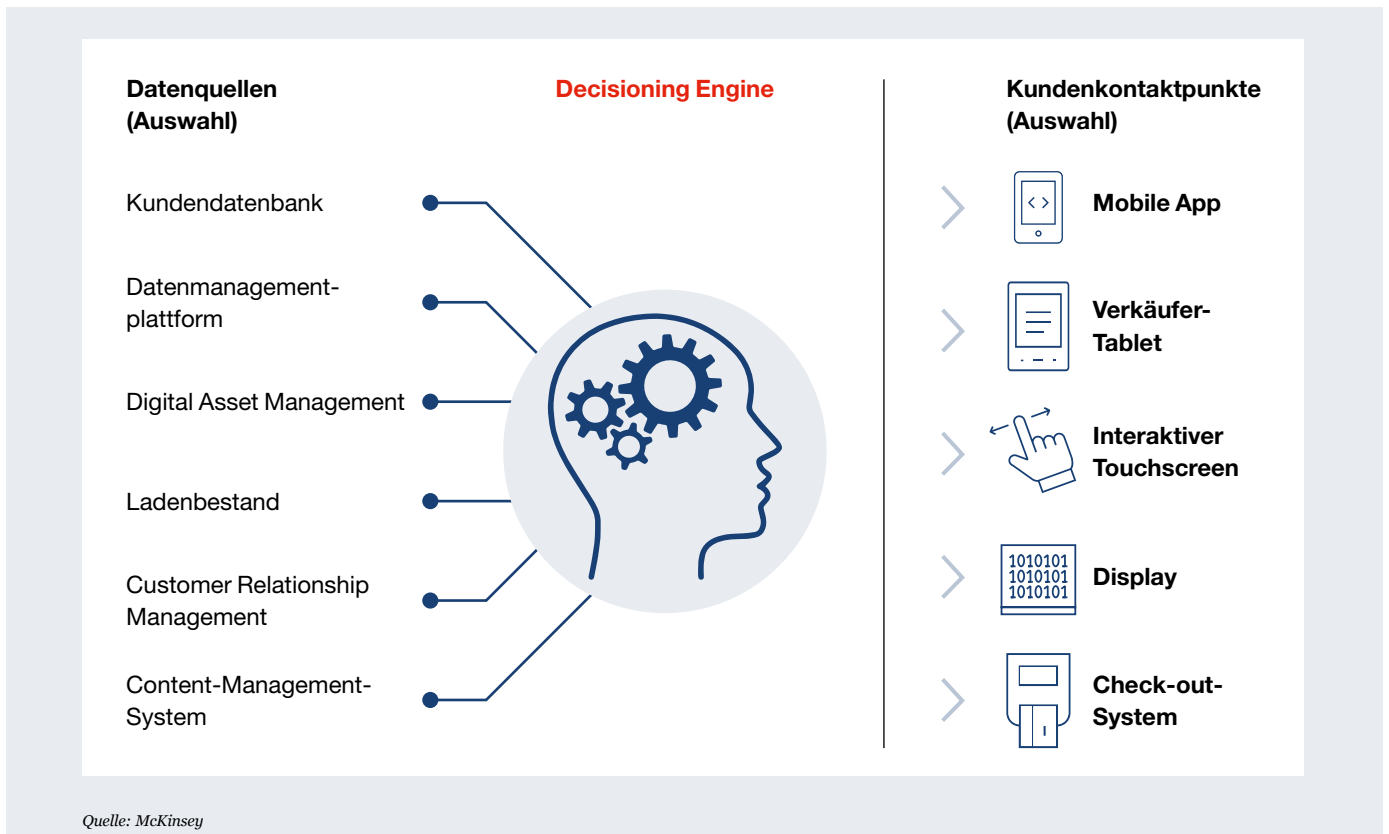 Datenquellen
(Auswahl)
Decisioning Engine
Kundenkontaktpunkte
(Auswahl)
Kundendatenbank
Datenmanagement-
plattform
Digital Asset Management
Ladenbestand
Customer Relationship
Management
Content-Management-
System
Mobile App
Verkäufer-
Tablet
Interaktiver
Touchscreen
1010101
1010101
1010101
Display
Check-out-
System
Quelle: McKinsey